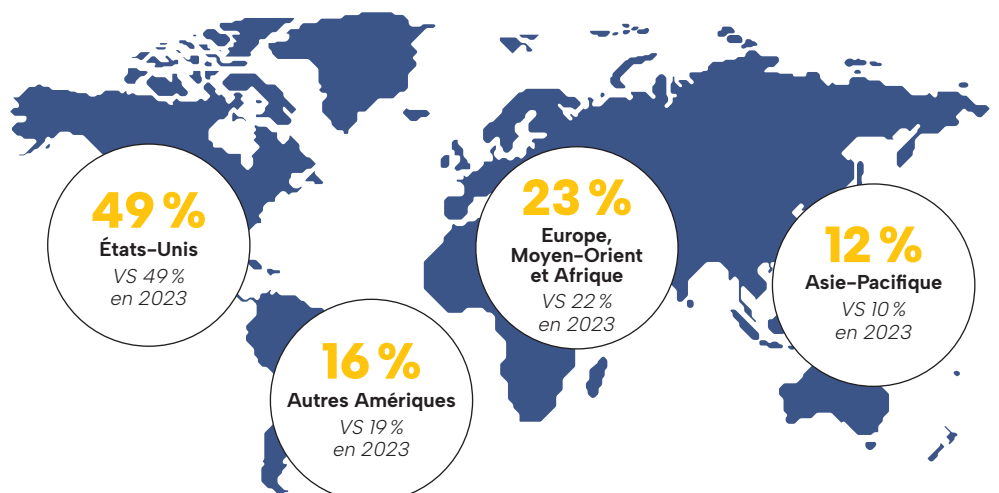 49 %
États-Unis
VS 49 %
en 2023
23 %
Europe,
Moyen-Orient
et Afrique
VS 22 %
en 2023
12 %
Asie-Pacifique
VS 10 %
en 2023
16 %
Autres Amériques
VS 19 %
en 2023